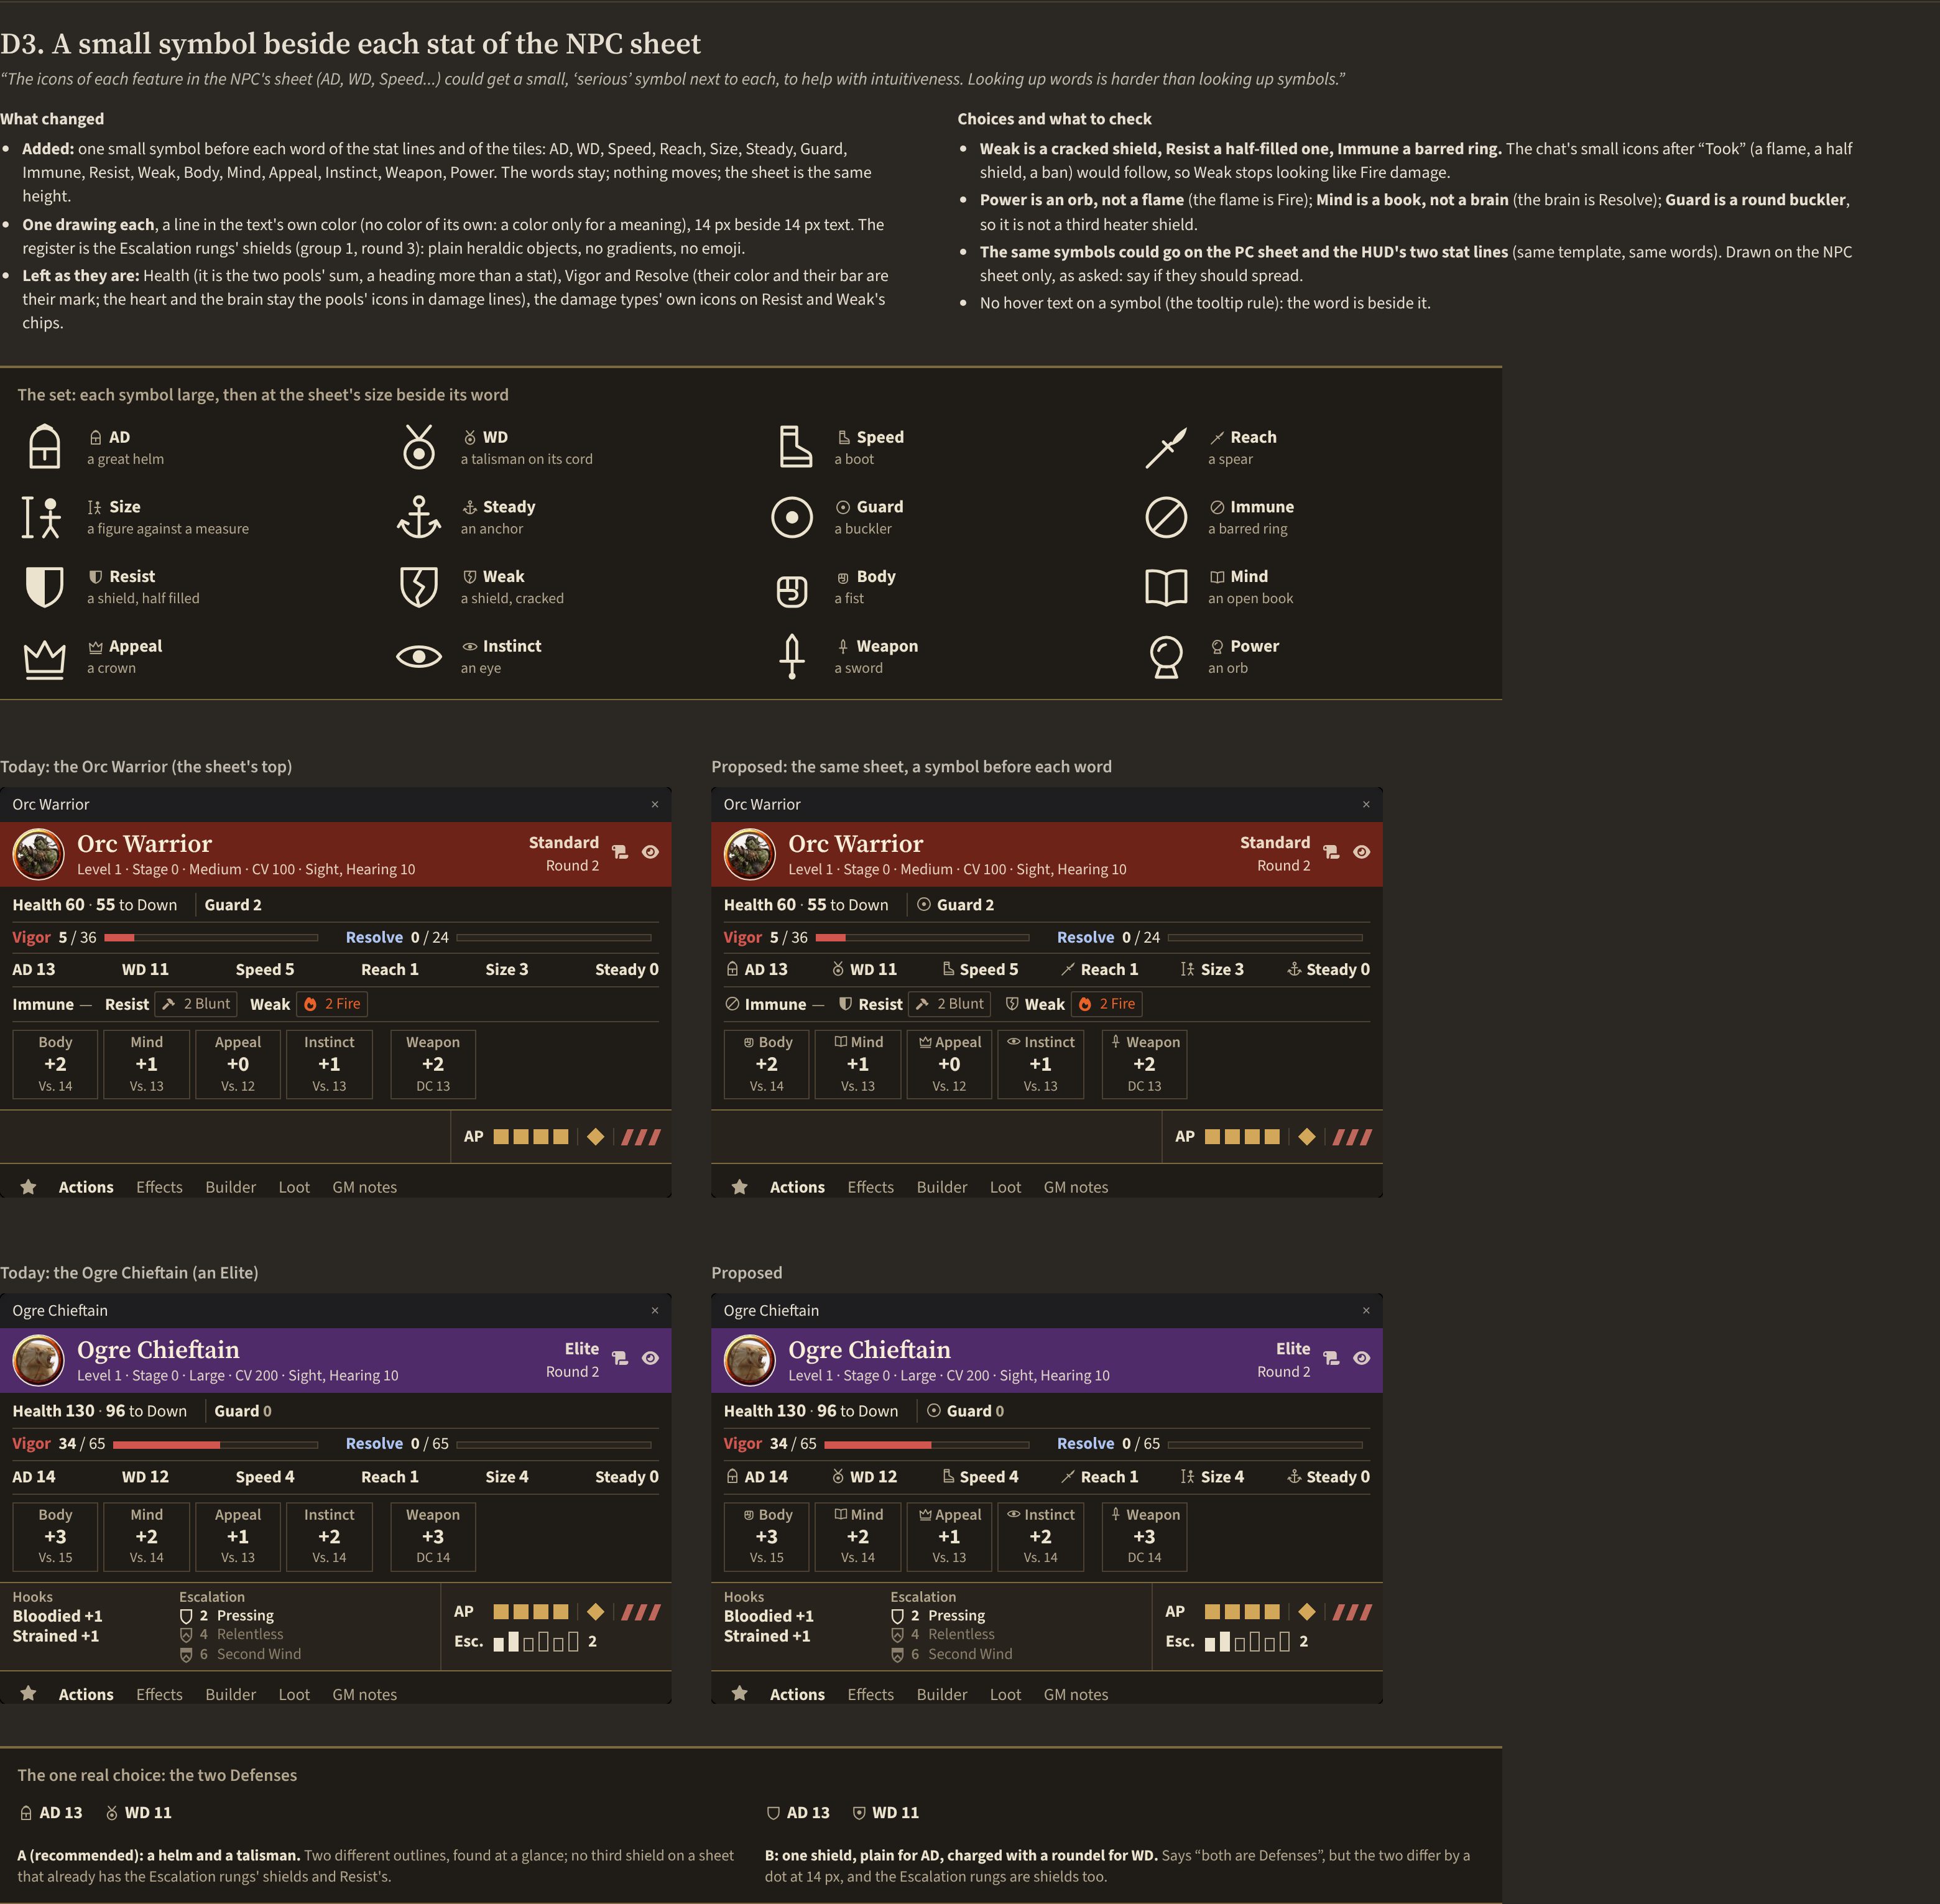 D3. A small symbol beside each stat of the NPC sheet
“The icons of each feature in the NPC's sheet (AD, WD, Speed...) could get a small, ‘serious’ symbol next to each, to help with intuitiveness. Looking up words is harder than looking up symbols.”
What changed
• Added: one small symbol before each word of the stat lines and of the tiles: AD, WD, Speed, Reach, Size, Steady, Guard,
Immune, Resist, Weak, Body, Mind, Appeal, Instinct, Weapon, Power. The words stay; nothing moves; the sheet is the same
height.
• One drawing each, a line in the text's own color (no color of its own: a color only for a meaning), 14 px beside 14 px text. The
register is the Escalation rungs' shields (group 1, round 3): plain heraldic objects, no gradients, no emoji.
• Left as they are: Health (it is the two pools' sum, a heading more than a stat), Vigor and Resolve (their color and their bar are
their mark; the heart and the brain stay the pools' icons in damage lines), the damage types' own icons on Resist and Weak's
chips.
Choices and what to check
• Weak is a cracked shield, Resist a half-filled one, Immune a barred ring. The chat's small icons after “Took” (a flame, a half
shield, a ban) would follow, so Weak stops looking like Fire damage.
• Power is an orb, not a flame (the flame is Fire); Mind is a book, not a brain (the brain is Resolve); Guard is a round buckler,
so it is not a third heater shield.
• The same symbols could go on the PC sheet and the HUD's two stat lines (same template, same words). Drawn on the NPC
sheet only, as asked: say if they should spread.
• No hover text on a symbol (the tooltip rule): the word is beside it.
The set: each symbol large, then at the sheet's size beside its word
AD
a great helm
WD
a talisman on its cord
Speed
a boot
Reach
a spear
Size
a figure against a measure
Steady
an anchor
Guard
a buckler
Immune
a barred ring
Resist
a shield, half filled
Weak
a shield, cracked
Body
a fist
Mind
an open book
Appeal
a crown
Instinct
an eye
Weapon
a sword
Power
an orb
Today: the Orc Warrior (the sheet's top)
Orc Warrior ×
Orc Warrior
Level 1 · Stage 0 · Medium · CV 100 · Sight, Hearing 10
Standard
Round 2
Health 60 · 55 to Down Guard 2
Vigor 5 / 36 Resolve 0 / 24
AD 13 WD 11 Speed 5 Reach 1 Size 3 Steady 0
Immune — Resist 2 Blunt Weak 2 Fire
Body Mind Appeal Instinct Weapon
+2 +1 +0 +1 +2
Vs. 14 Vs. 13 Vs. 12 Vs. 13 DC 13
AP
Actions Effects Builder Loot GM notes
Proposed: the same sheet, a symbol before each word
Orc Warrior ×
Orc Warrior
Level 1 · Stage 0 · Medium · CV 100 · Sight, Hearing 10
Standard
Round 2
Health 60 · 55 to Down Guard 2
Vigor 5 / 36 Resolve 0 / 24
AD 13 WD 11 Speed 5 Reach 1 Size 3 Steady 0
Immune — Resist 2 Blunt Weak 2 Fire
Body Mind Appeal Instinct Weapon
+2 +1 +0 +1 +2
Vs. 14 Vs. 13 Vs. 12 Vs. 13 DC 13
AP
Actions Effects Builder Loot GM notes
Today: the Ogre Chieftain (an Elite)
Ogre Chieftain ×
Ogre Chieftain
Level 1 · Stage 0 · Large · CV 200 · Sight, Hearing 10
Elite
Round 2
Health 130 · 96 to Down Guard 0
Vigor 34 / 65 Resolve 0 / 65
AD 14 WD 12 Speed 4 Reach 1 Size 4 Steady 0
Body Mind Appeal Instinct Weapon
+3 +2 +1 +2 +3
Vs. 15 Vs. 14 Vs. 13 Vs. 14 DC 14
Hooks
Bloodied +1
Strained +1
Escalation
2 Pressing
4 Relentless
6 Second Wind
AP
Esc. 2
Actions Effects Builder Loot GM notes
Proposed
Ogre Chieftain ×
Ogre Chieftain
Level 1 · Stage 0 · Large · CV 200 · Sight, Hearing 10
Elite
Round 2
Health 130 · 96 to Down Guard 0
Vigor 34 / 65 Resolve 0 / 65
AD 14 WD 12 Speed 4 Reach 1 Size 4 Steady 0
Body Mind Appeal Instinct Weapon
+3 +2 +1 +2 +3
Vs. 15 Vs. 14 Vs. 13 Vs. 14 DC 14
Hooks
Bloodied +1
Strained +1
Escalation
2 Pressing
4 Relentless
6 Second Wind
AP
Esc. 2
Actions Effects Builder Loot GM notes
The one real choice: the two Defenses
AD 13 WD 11
A (recommended): a helm and a talisman. Two different outlines, found at a glance; no third shield on a sheet
that already has the Escalation rungs' shields and Resist's.
AD 13 WD 11
B: one shield, plain for AD, charged with a roundel for WD. Says “both are Defenses”, but the two differ by a
dot at 14 px, and the Escalation rungs are shields too.